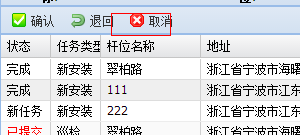 确认 退回 取消
状态 任务类型 杆位名称 地址
完成 新安装 翠柏路 浙江省宁波市海曙
完成 新安装 111 浙江省宁波市江东
新任务 新安装 222 浙江省宁波市江东
已提交 巡检 翠柏路 浙江省宁波市海曙